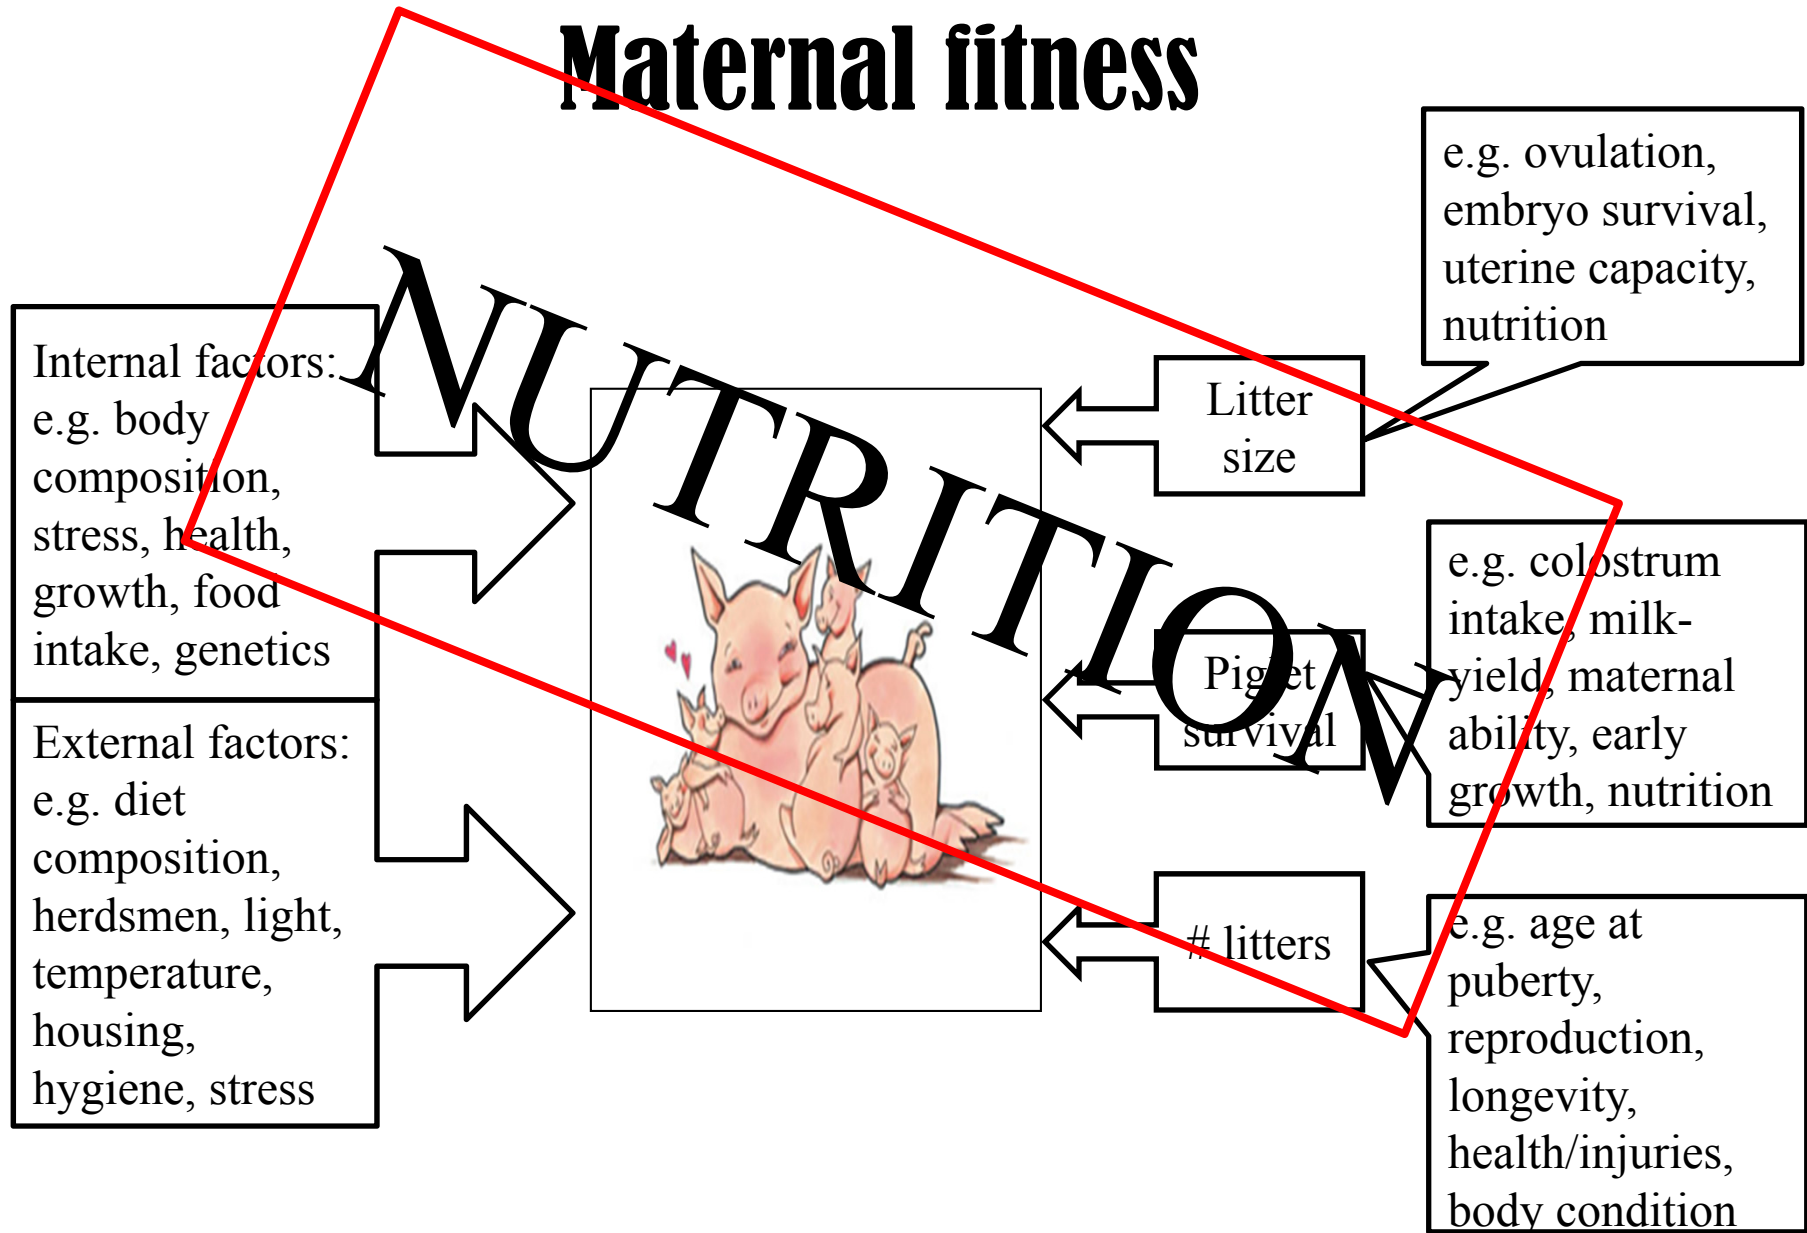 Maternal fitness
Internal factors:
e.g. body
composition,
stress, health,
growth, food
intake, genetics
External factors:
e.g. diet
composition,
herdsmen, light,
temperature,
housing,
hygiene, stress
NUTRITION
Litter
size
e.g. ovulation,
embryo survival,
uterine capacity,
nutrition
Piglet
survival
e.g. colostrum
intake, milk-
yield, maternal
ability, early
growth, nutrition
# litters
e.g. age at
puberty,
reproduction,
longevity,
health/injuries,
body condition